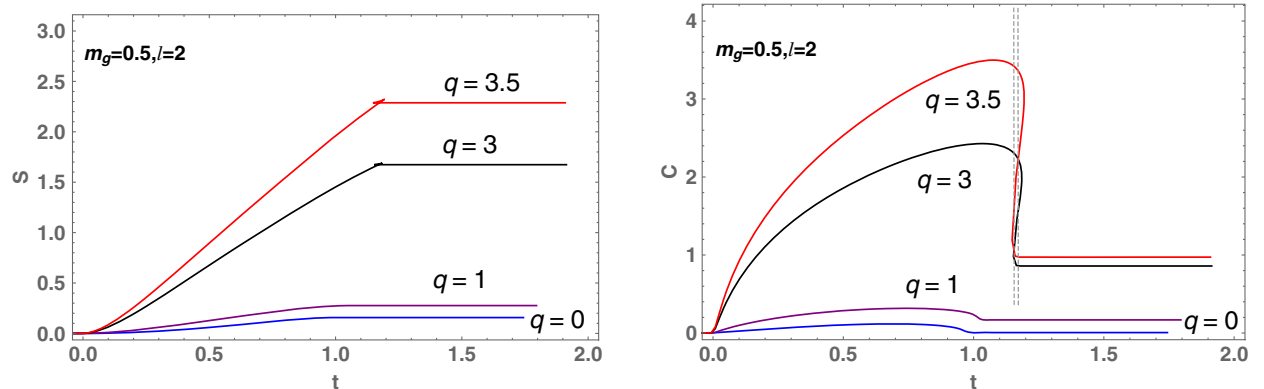 3.0
2.5
2.0
1.5
1.0
0.5
0.0
S
m_g=0.5,l=2
q = 3.5
q = 3
q = 1
q = 0
0.0 0.5 1.0 1.5 2.0
t
4
3
2
1
0
C
m_g=0.5,l=2
q = 3.5
q = 3
q = 1
q = 0
0.0 0.5 1.0 1.5 2.0
t